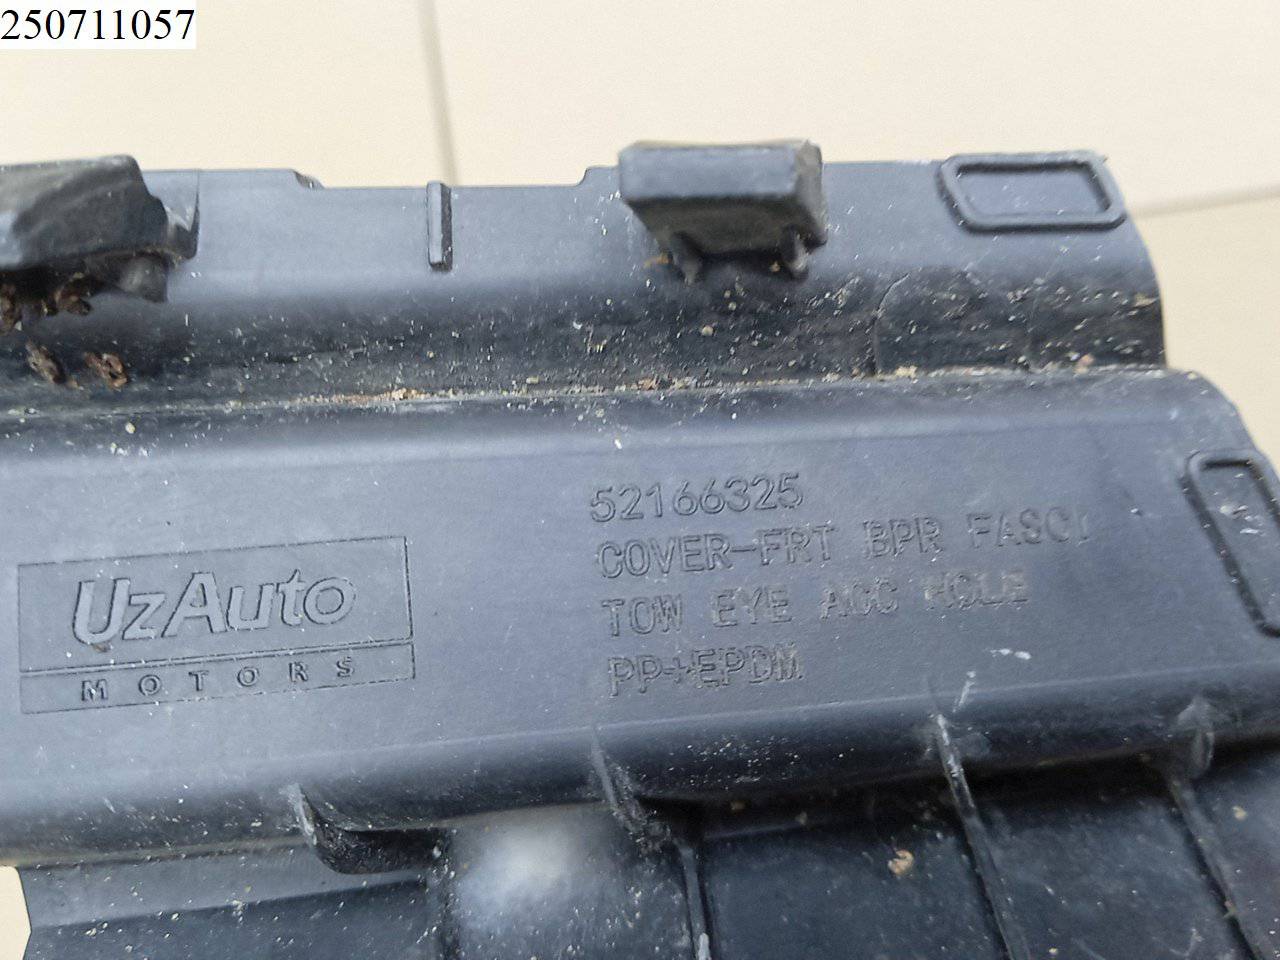 250711057
52166325
COVER-FRT BPR FASCI
TOW EYE ACC HOLE
PP+EPDM
UzAuto
MOTORS